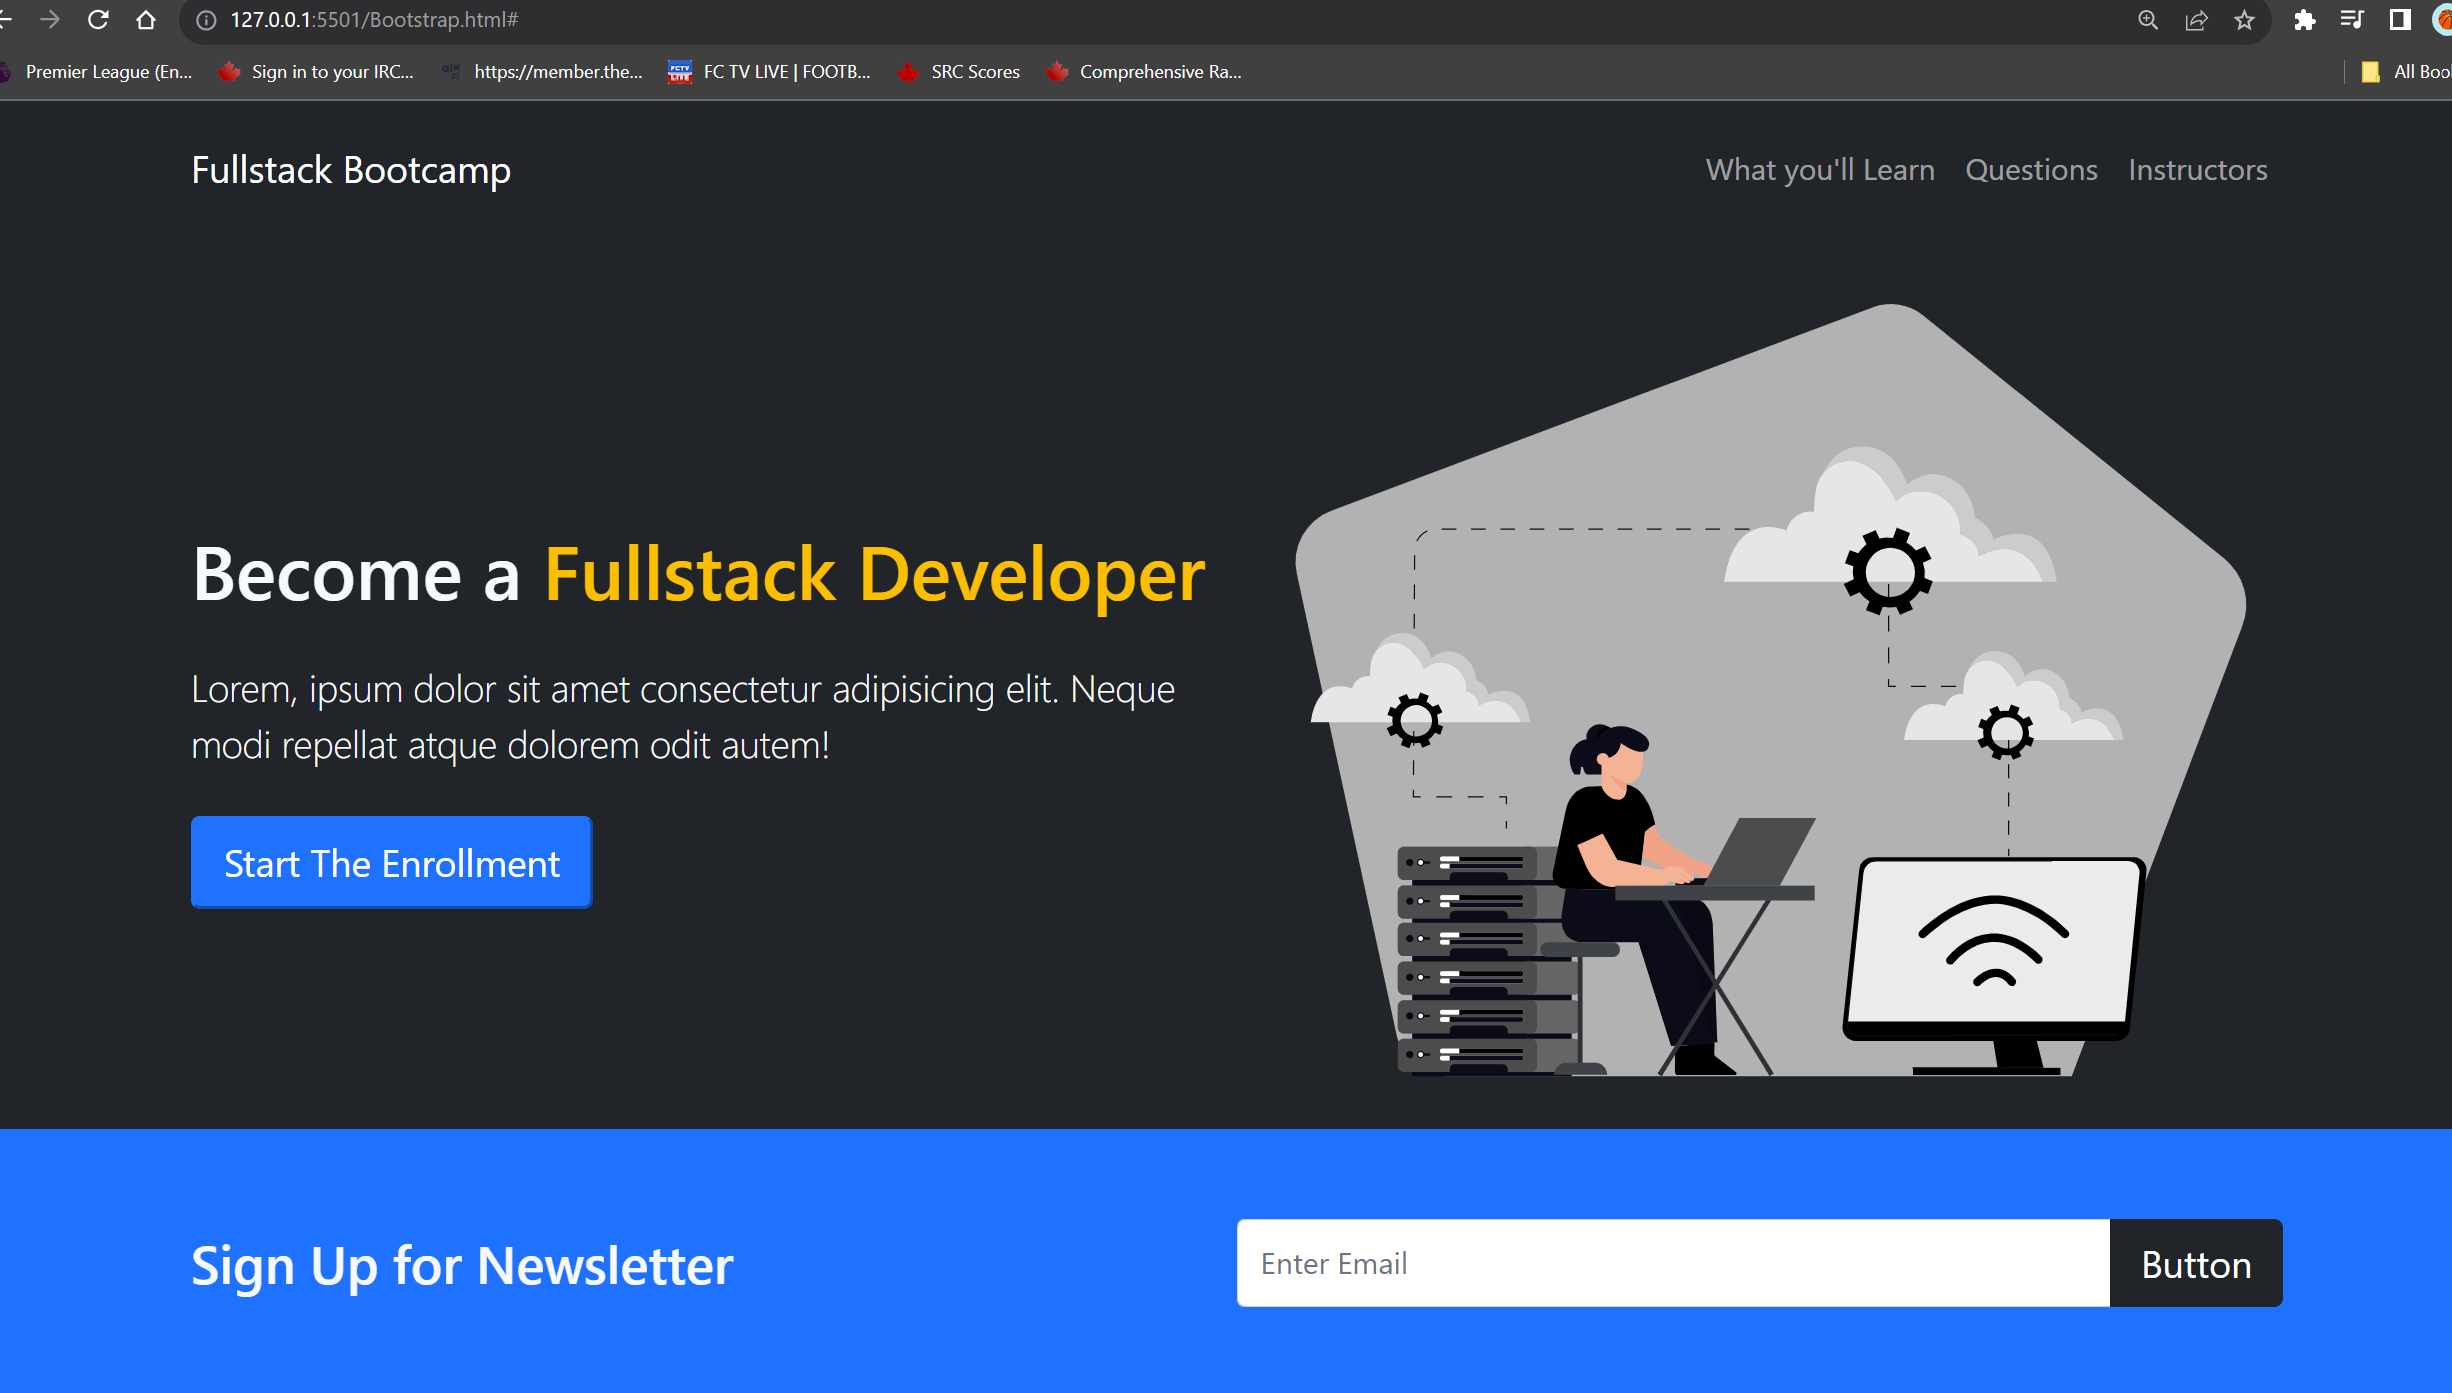 127.0.0.1:5501/Bootstrap.html#
Premier League (En... Sign in to your IRC... https://member.the... FC TV LIVE | FOOTB... SRC Scores Comprehensive Ra... All Boo
Fullstack Bootcamp What you'll Learn Questions Instructors
Become a Fullstack Developer
Lorem, ipsum dolor sit amet consectetur adipisicing elit. Neque
modi repellat atque dolorem odit autem!
Start The Enrollment
Sign Up for Newsletter Enter Email Button